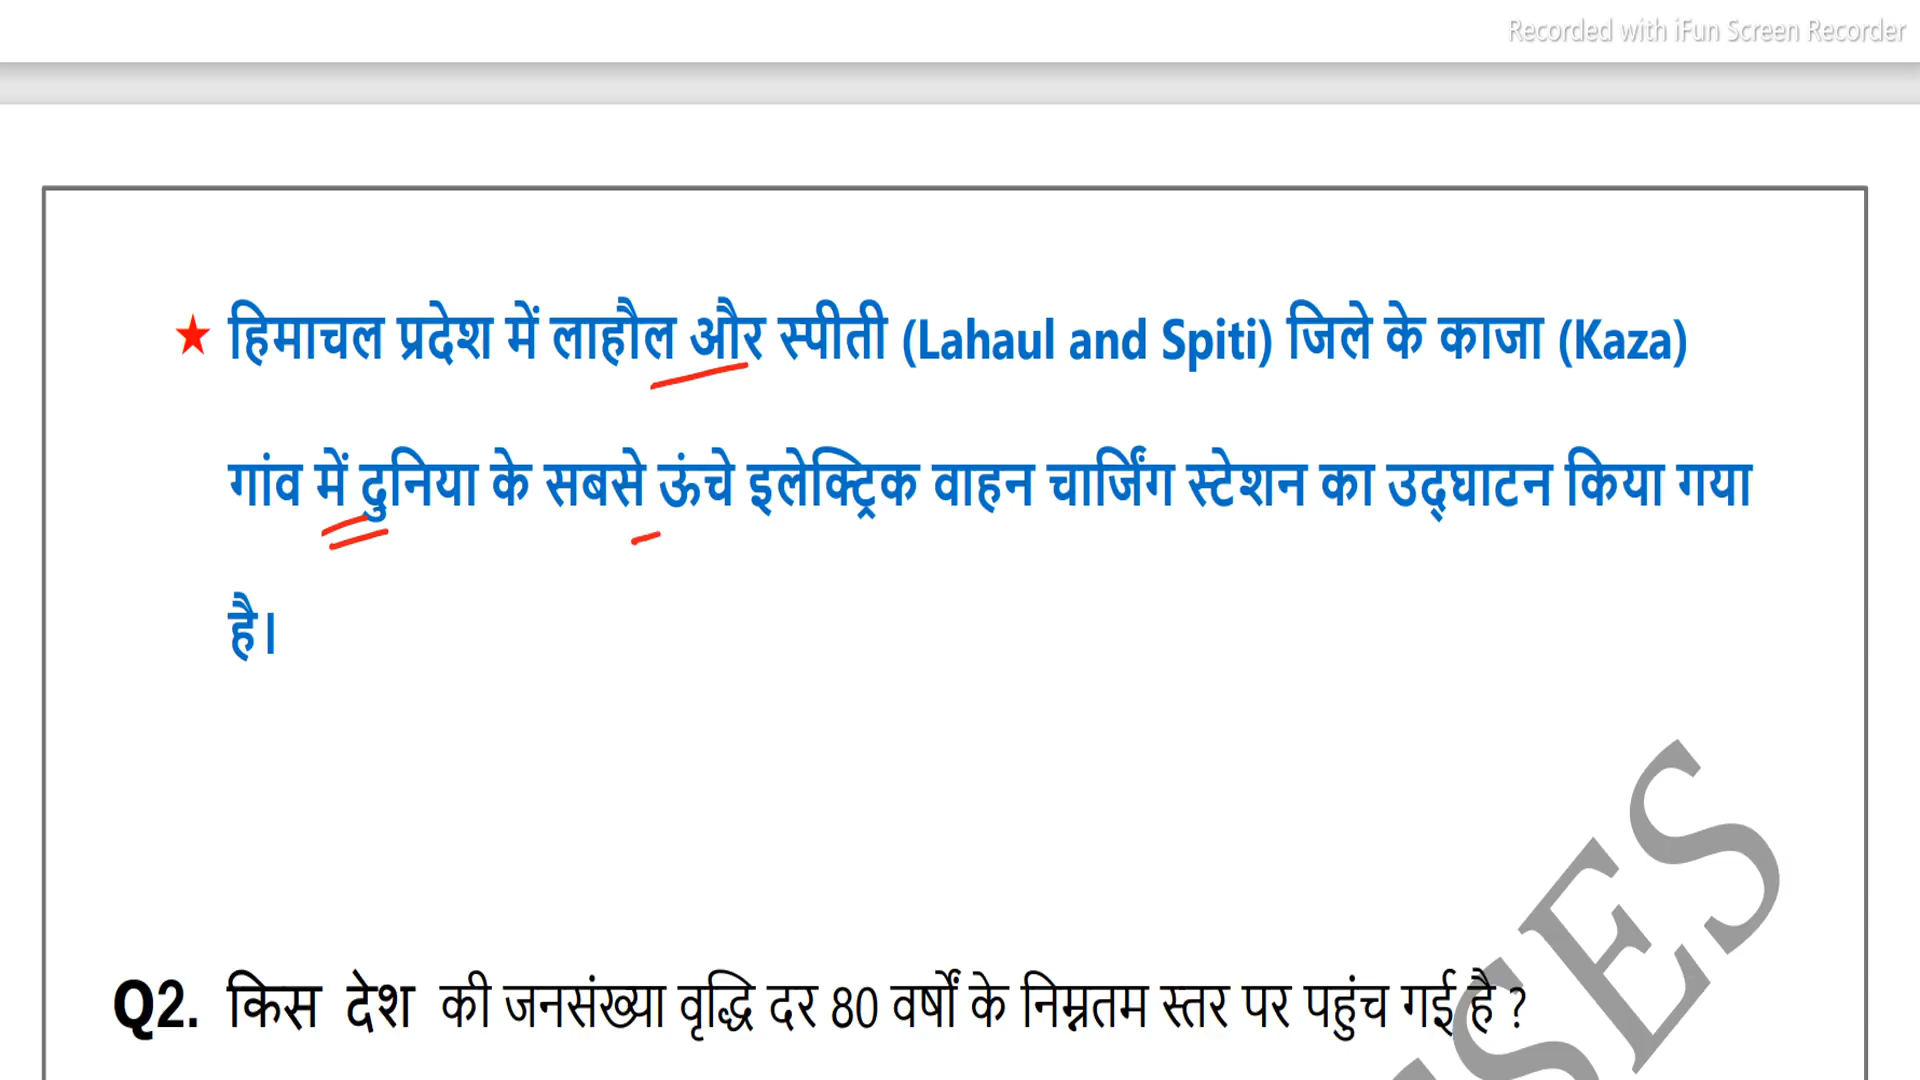 Recorded with iFun Screen Recorder
★ हिमाचल प्रदेश में लाहौल और स्पीती (Lahaul and Spiti) जिले के काजा (Kaza)
गांव में दुनिया के सबसे ऊंचे इलेक्ट्रिक वाहन चार्जिंग स्टेशन का उद्घाटन किया गया
है।
SES
Q2. किस देश की जनसंख्या वृद्धि दर 80 वर्षों के निम्नतम स्तर पर पहुंच गई है ?